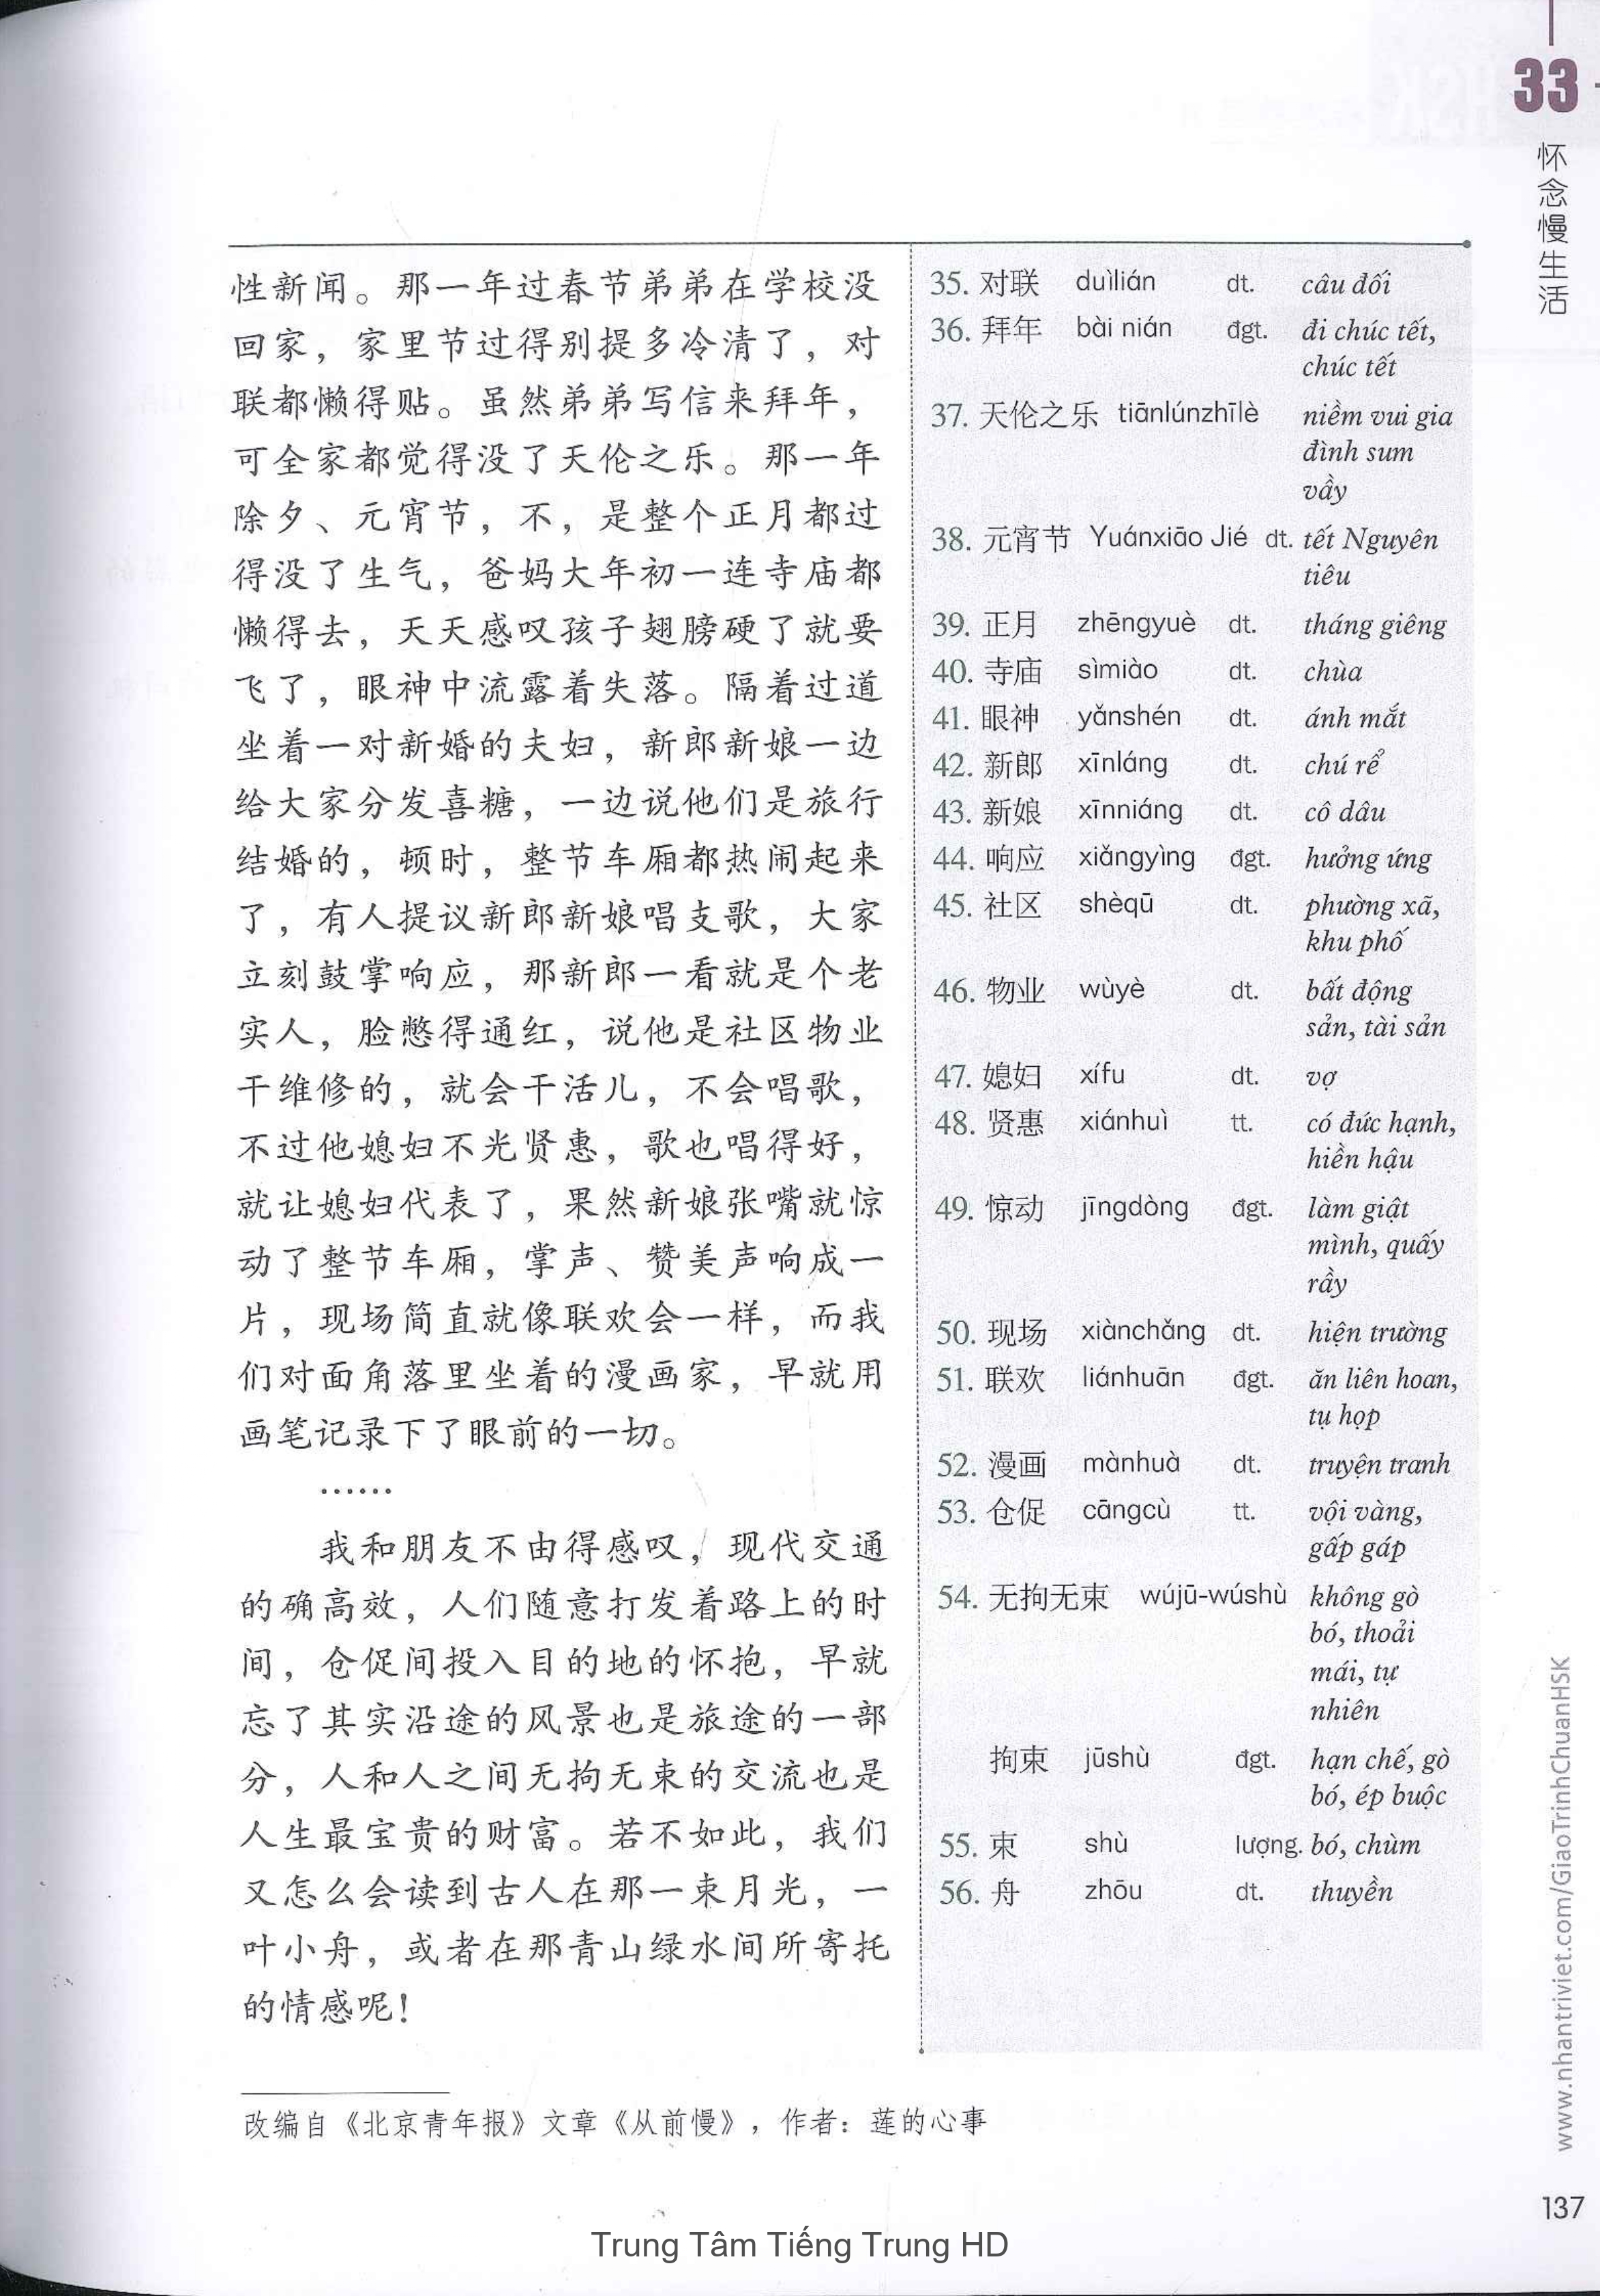 33
怀念慢生活
性新闻。那一年过春节弟弟在学校没
回家，家里节过得别提多冷清了，对
联都懒得贴。虽然弟弟写信来拜年，
可全家都觉得没了天伦之乐。那一年
除夕、元宵节，不，是整个正月都过
得没了生气，爸妈大年初一连寺庙都
懒得去，天天感叹孩子翅膀硬了就要
飞了，眼神中流露着失落。隔着过道
坐着一对新婚的夫妇，新郎新娘一边
给大家分发喜糖，一边说他们是旅行
结婚的，顿时，整节车厢都热闹起来
了，有人提议新郎新娘唱支歌，大家
立刻鼓掌响应，那新郎一看就是个老
实人，脸憋得通红，说他是社区物业
干维修的，就会干活儿，不会唱歌，
不过他媳妇不光贤惠，歌也唱得好，
就让媳妇代表了，果然新娘张嘴就惊
动了整节车厢，掌声、赞美声响成一
片，现场简直就像联欢会一样，而我
们对面角落里坐着的漫画家，早就用
画笔记录下了眼前的一切。
……
我和朋友不由得感叹，现代交通
的确高效，人们随意打发着路上的时
间，仓促间投入目的地的怀抱，早就
忘了其实沿途的风景也是旅途的一部
分，人和人之间无拘无束的交流也是
人生最宝贵的财富。若不如此，我们
又怎么会读到古人在那一束月光，一
叶小舟，或者在那青山绿水间所寄托
的情感呢！
35. 对联 duìlián dt. câu đối
36. 拜年 bài nián đgt. đi chúc tết,
chúc tết
37. 天伦之乐 tiānlúnzhīlè niềm vui gia
đình sum
vầy
38. 元宵节 Yuánxiāo Jié dt. tết Nguyên
tiêu
39. 正月 zhēngyuè dt. tháng giêng
40. 寺庙 sìmiào dt. chùa
41. 眼神 yǎnshén dt. ánh mắt
42. 新郎 xīnláng dt. chú rể
43. 新娘 xīnniáng dt. cô dâu
44. 响应 xiǎngyìng đgt. hưởng ứng
45. 社区 shèqū dt. phường xã,
khu phố
46. 物业 wùyè dt. bất động
sản, tài sản
47. 媳妇 xífu dt. vợ
48. 贤惠 xiánhuì tt. có đức hạnh,
hiền hậu
49. 惊动 jīngdòng đgt. làm giật
mình, quấy
rầy
50. 现场 xiànchǎng dt. hiện trường
51. 联欢 liánhuān đgt. ăn liên hoan,
tụ họp
52. 漫画 mànhuà dt. truyện tranh
53. 仓促 cāngcù tt. vội vàng,
gấp gáp
54. 无拘无束 wújū-wúshù không gò
bó, thoải
mái, tự
nhiên
拘束 jūshù đgt. hạn chế, gò
bó, ép buộc
55. 束 shù lượng. bó, chùm
56. 舟 zhōu dt. thuyền
改编自《北京青年报》文章《从前慢》，作者：莲的心事
www.nhantriviet.com/GiaoTrinhChuanHSK
137
Trung Tâm Tiếng Trung HD